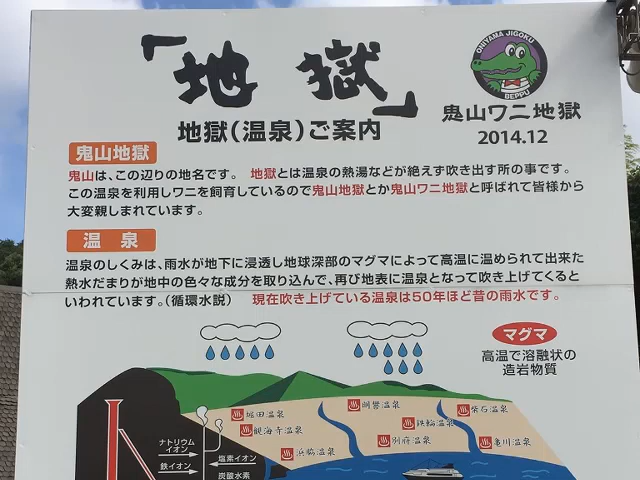 「地獄」
地獄(温泉)ご案内
ONIYAMA JIGOKU
BEPPU
鬼山ワニ地獄
2014.12
鬼山地獄
鬼山は、この辺りの地名です。 地獄とは温泉の熱湯などが絶えず吹き出す所の事です。
この温泉を利用しワニを飼育しているので鬼山地獄とか鬼山ワニ地獄と呼ばれて皆様から
大変親しまれています。
温泉
温泉のしくみは、雨水が地下に浸透し地球深部のマグマによって高温に温められて出来た
熱水だまりが地中の色々な成分を取り込んで、再び地表に温泉となって吹き上げてくると
いわれています。(循環水説) 現在吹き上げている温泉は50年ほど昔の雨水です。
マグマ
高温で溶融状の
造岩物質
堀田温泉
明礬温泉
柴石温泉
観海寺温泉
鉄輪温泉
別府温泉
亀川温泉
浜脇温泉
ナトリウム
イオン
鉄イオン
塩素イオン
炭酸水素